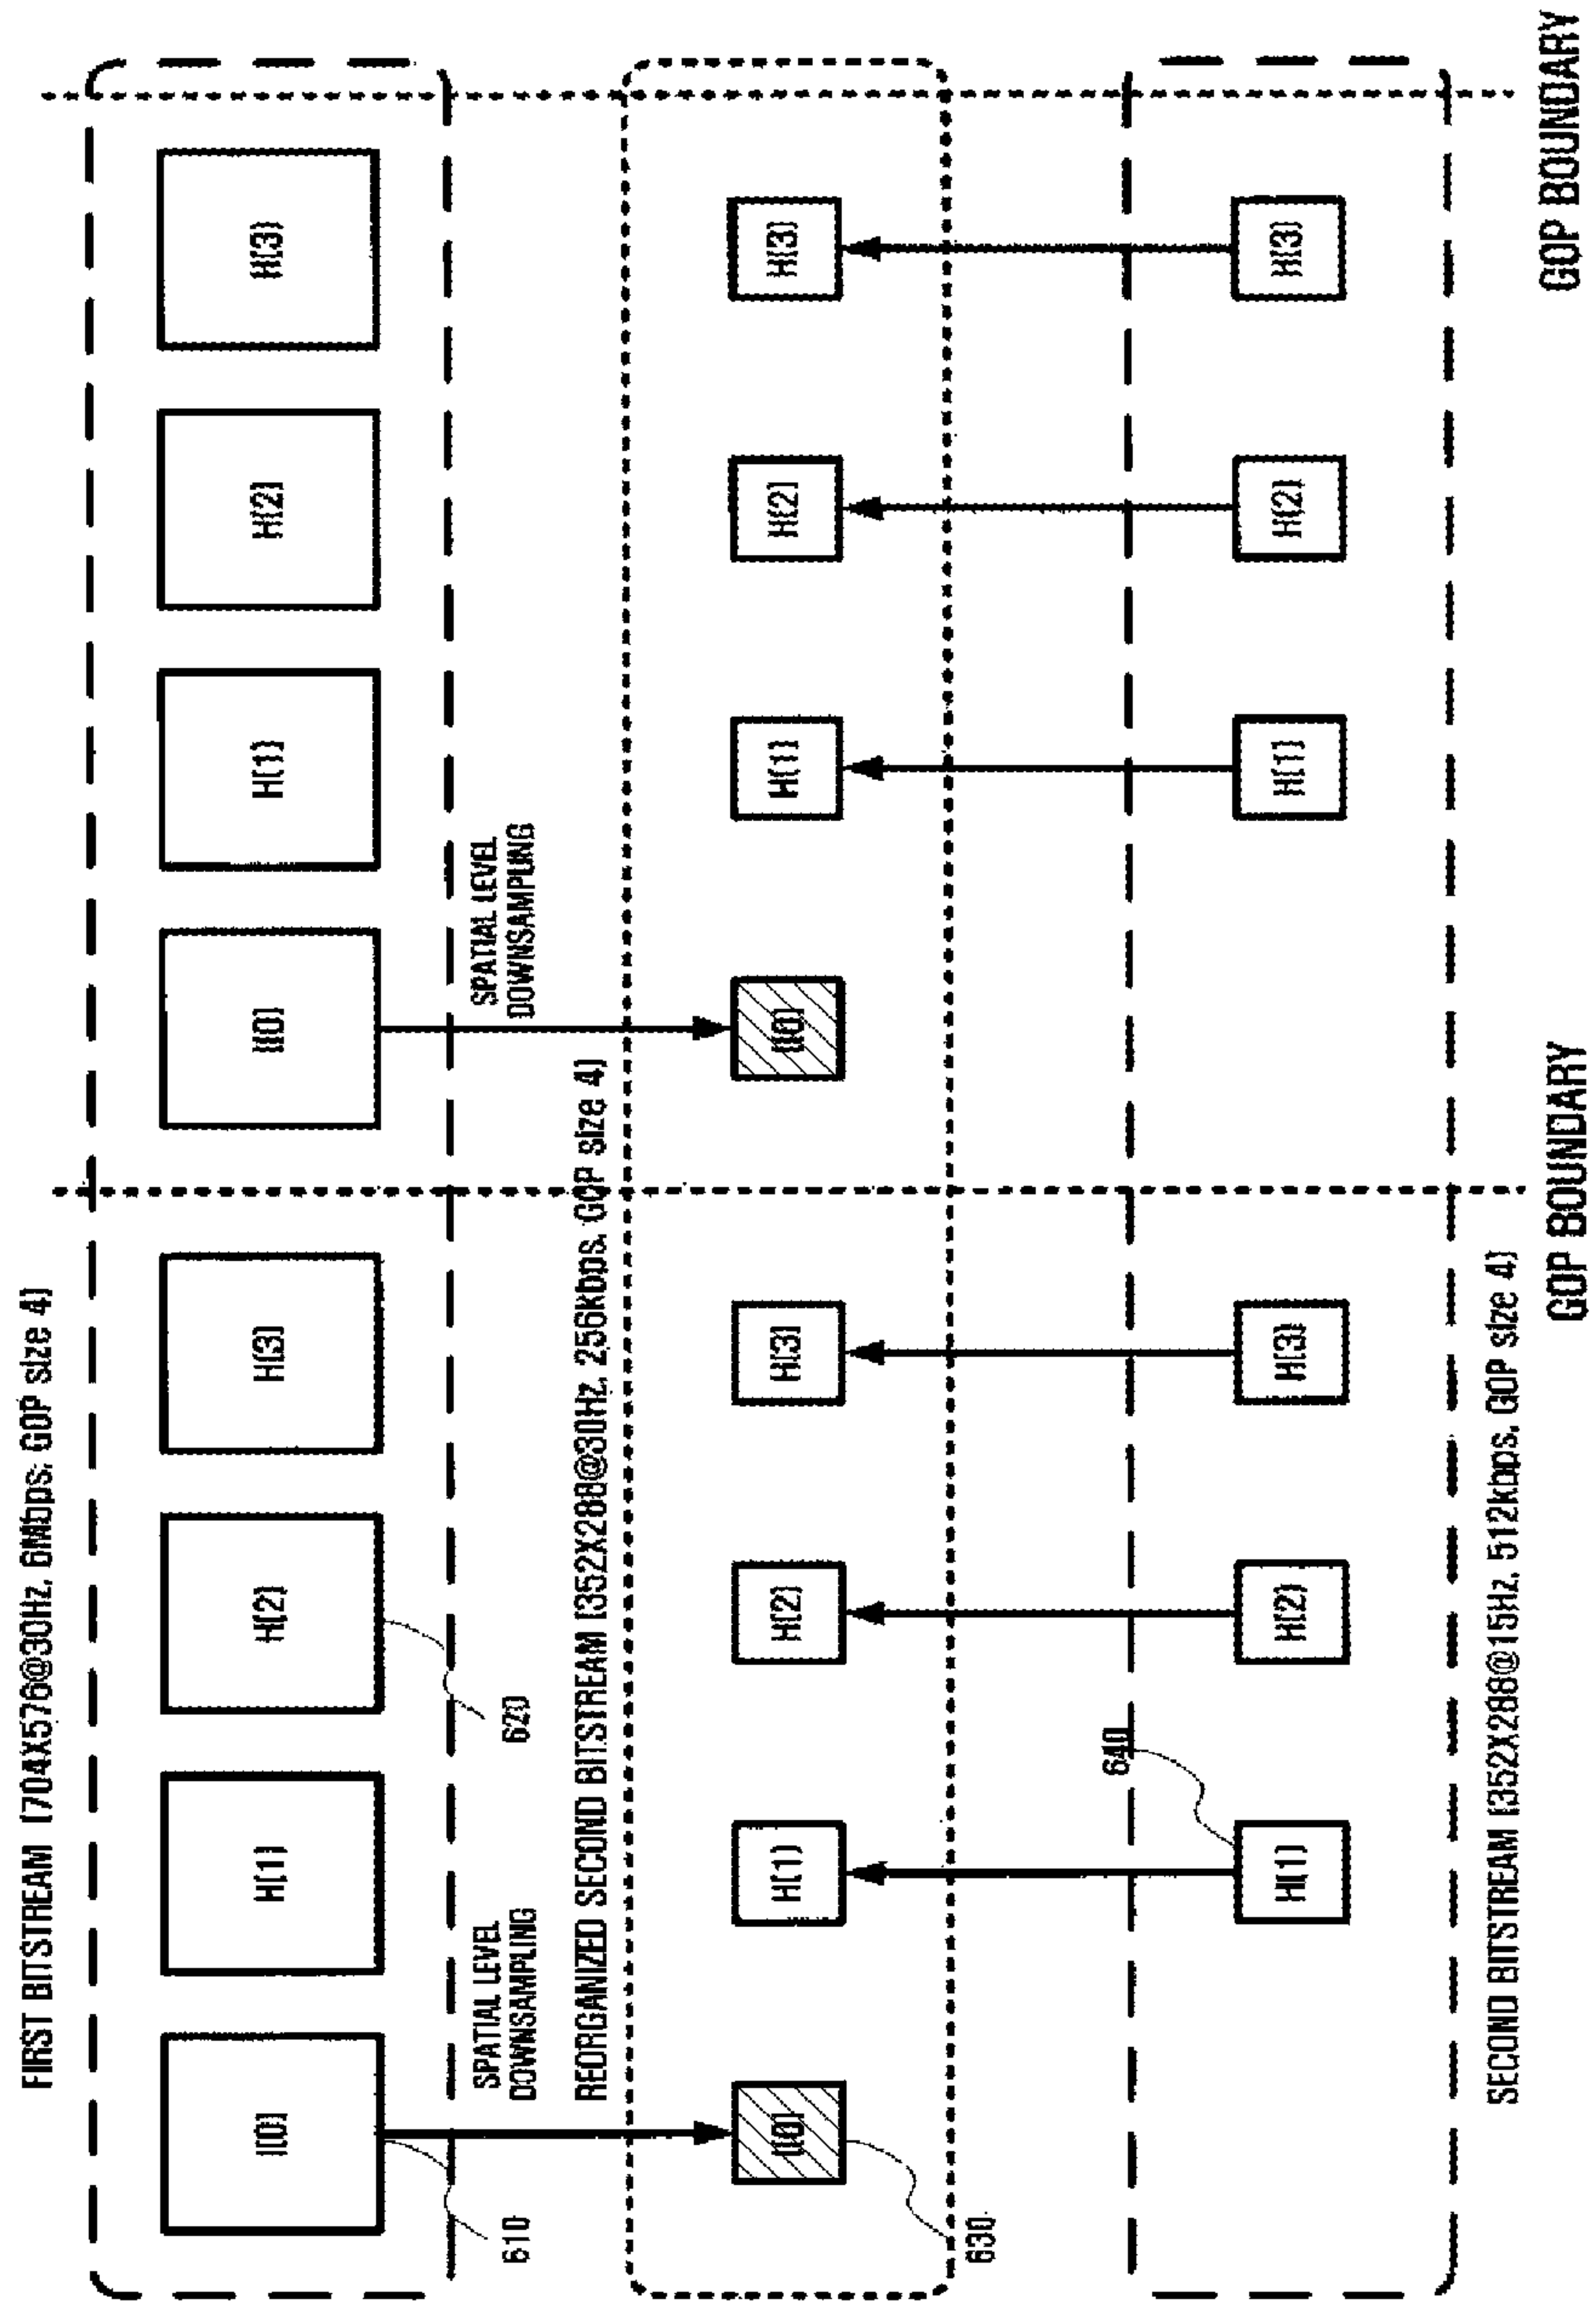 FIRST BITSTREAM (704X576@30Hz, 6Mbps, GOP size 4)
I(0)
H(1)
H(2)
H(3)
I(0)
H(1)
H(2)
H(3)
610
620
SPATIAL LEVEL
DOWNSAMPLING
SPATIAL LEVEL
DOWNSAMPLING
REORGANIZED SECOND BITSTREAM (352X288@30Hz, 256kbps, GOP size 4)
I(0)
H(1)
H(2)
H(3)
I(0)
H(1)
H(2)
H(3)
630
640
H(1)
H(2)
H(3)
H(1)
H(2)
H(3)
SECOND BITSTREAM (352X288@15Hz, 512kbps, GOP size 4)
GOP BOUNDARY
GOP BOUNDARY